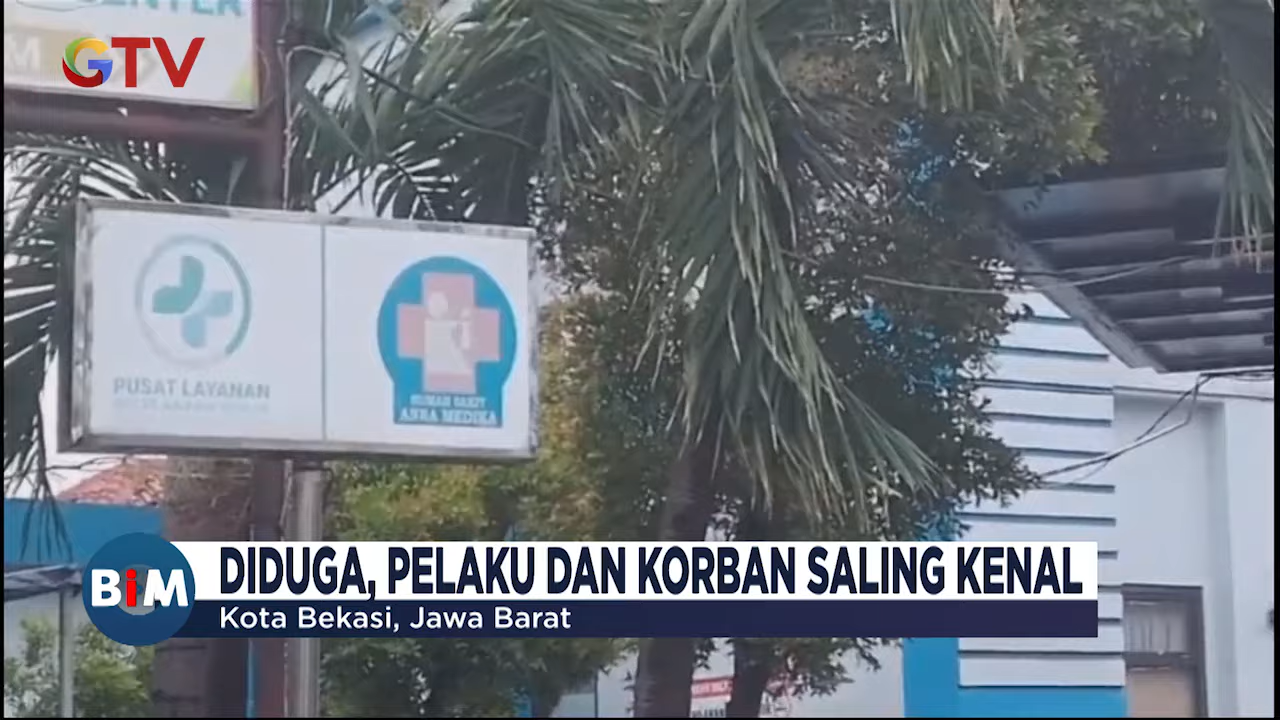 CENTER
GTV
PUSAT LAYANAN
RUMAH SAKIT
ANNA MEDIKA
BIM
DIDUGA, PELAKU DAN KORBAN SALING KENAL
Kota Bekasi, Jawa Barat